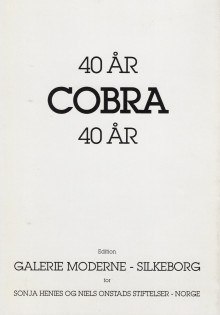 40 ÅR
COBRA
40 ÅR
Edition
GALERIE MODERNE - SILKEBORG
for
SONJA HENIES OG NIELS ONSTADS STIFTELSER - NORGE